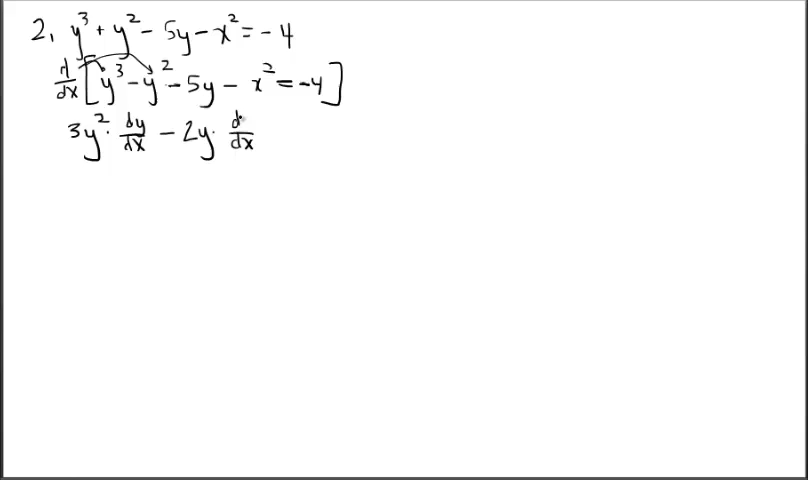 2. y³ + y² - 5y - x² = -4
d/dx [y³ - y² - 5y - x² = -4]
3y² · dy/dx - 2y · d/dx